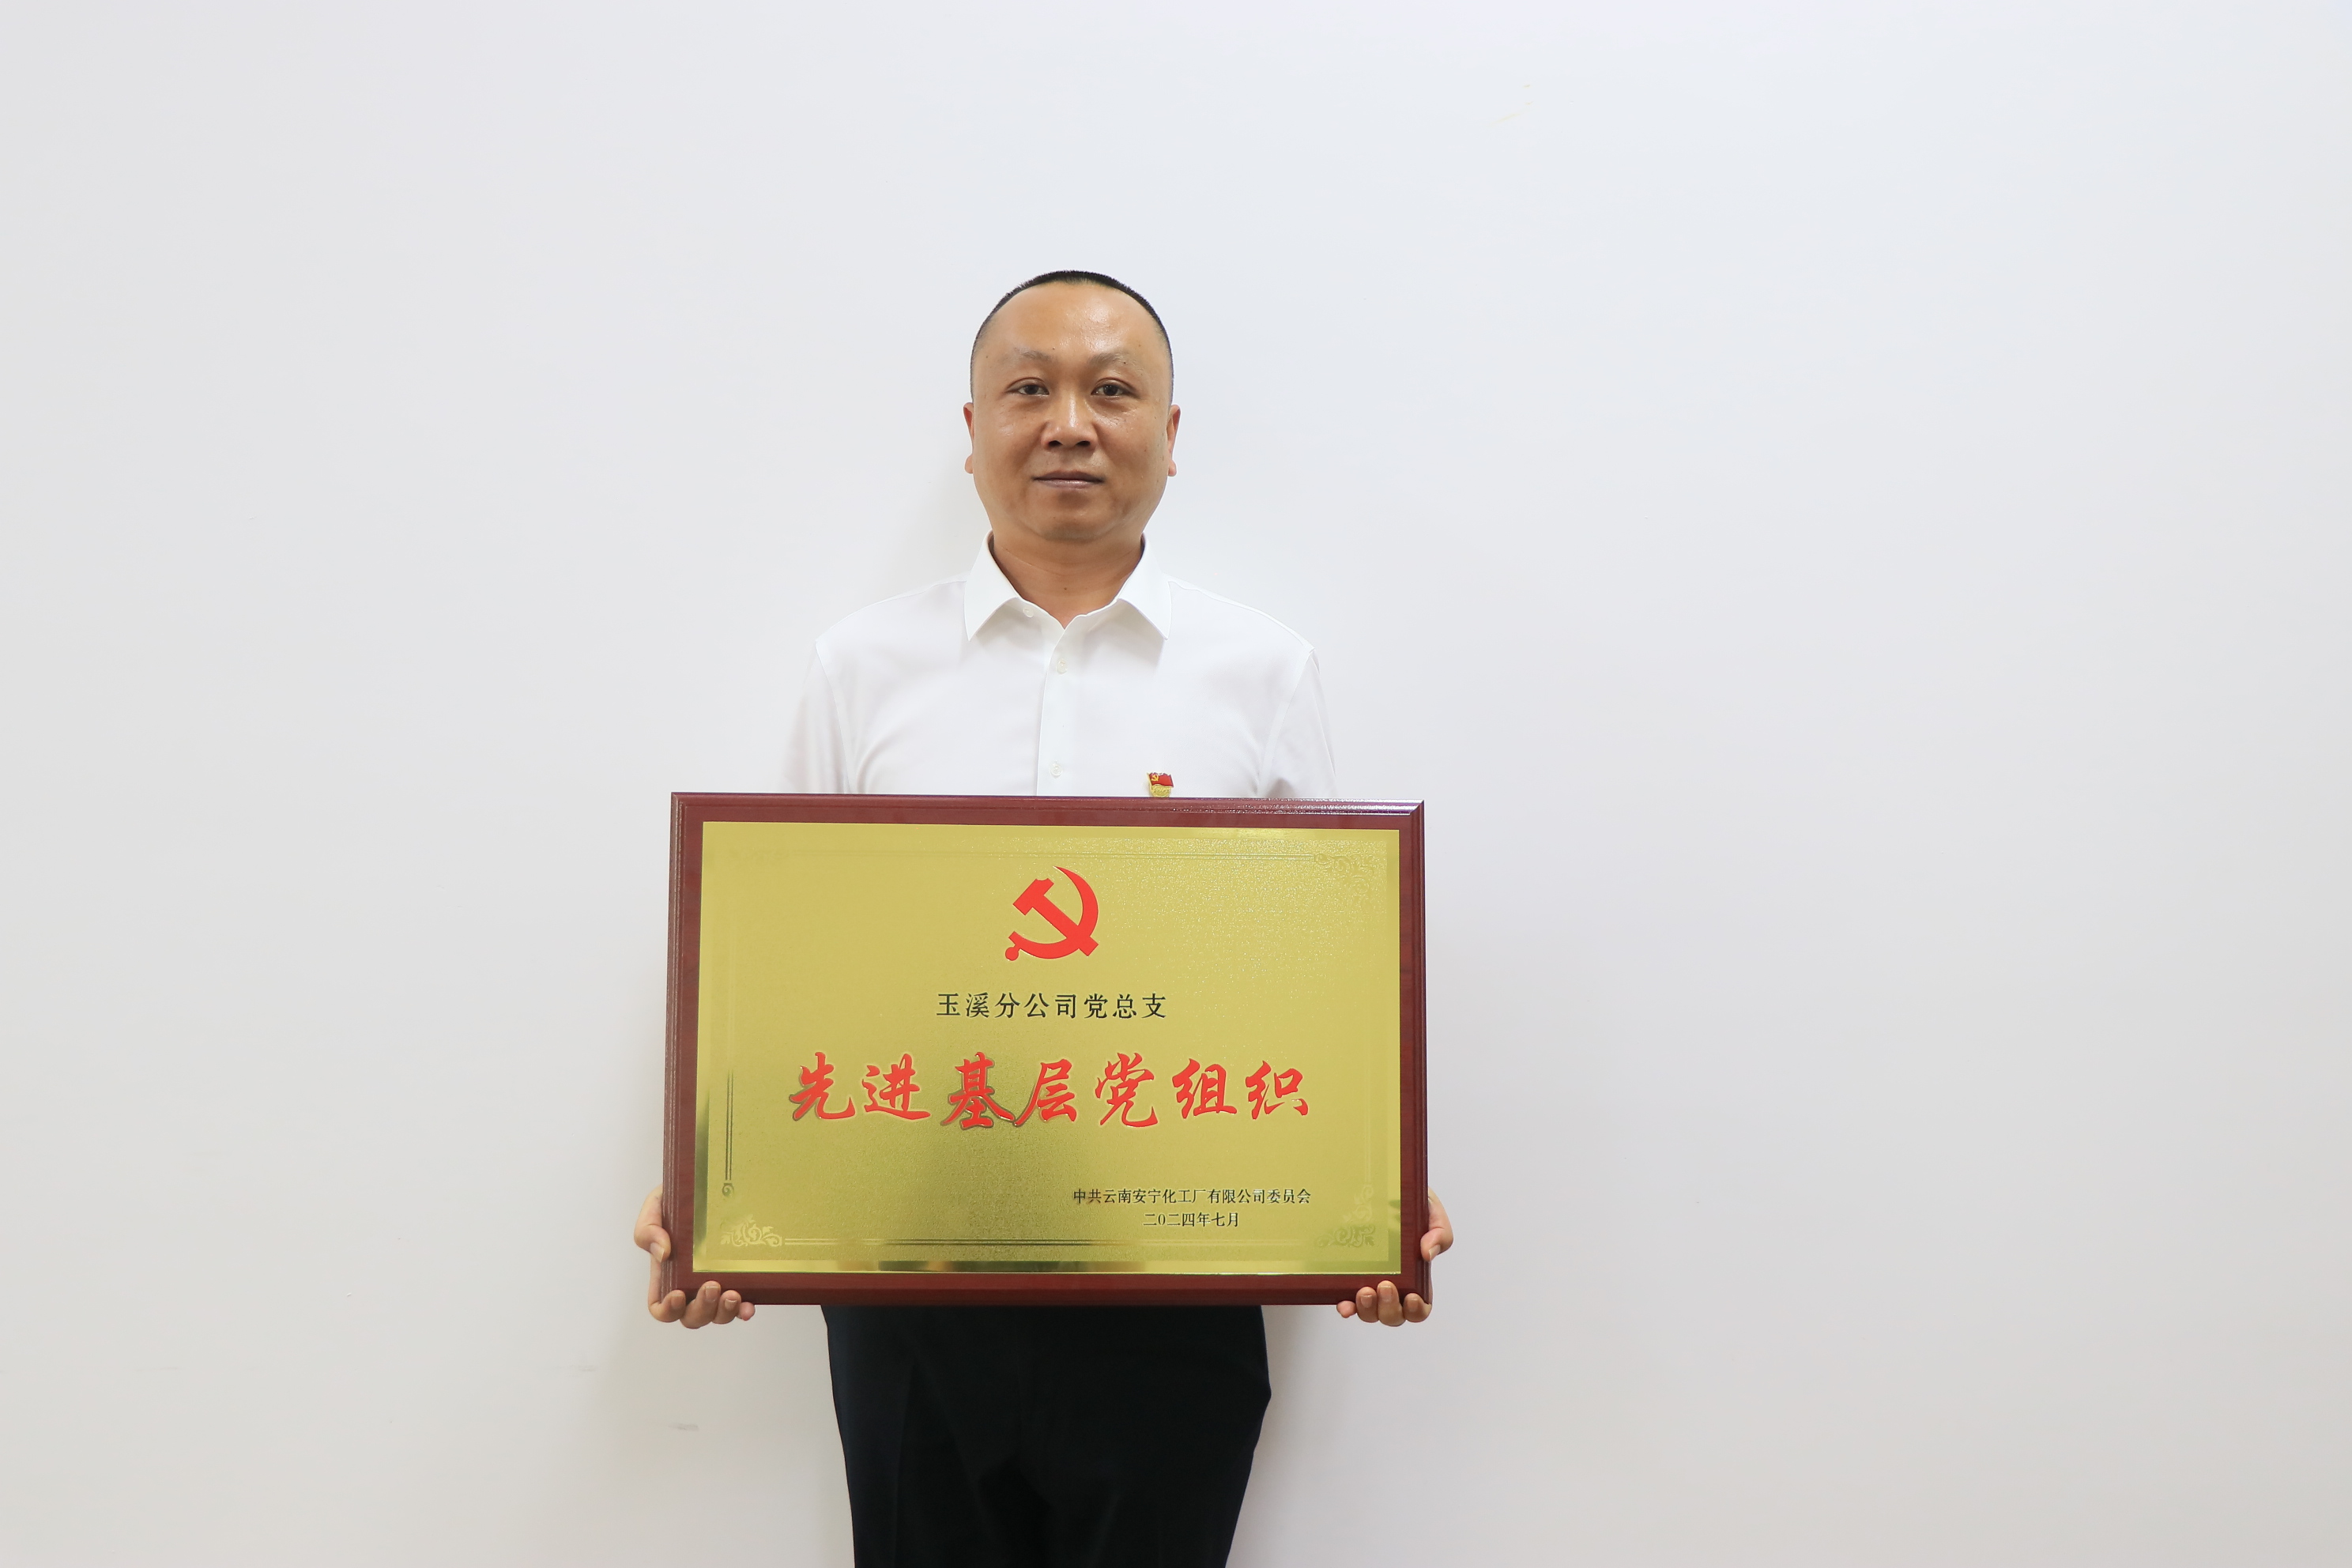 玉溪分公司党总支
先进基层党组织
中共云南安宁化工厂有限公司委员会
二〇二四年七月